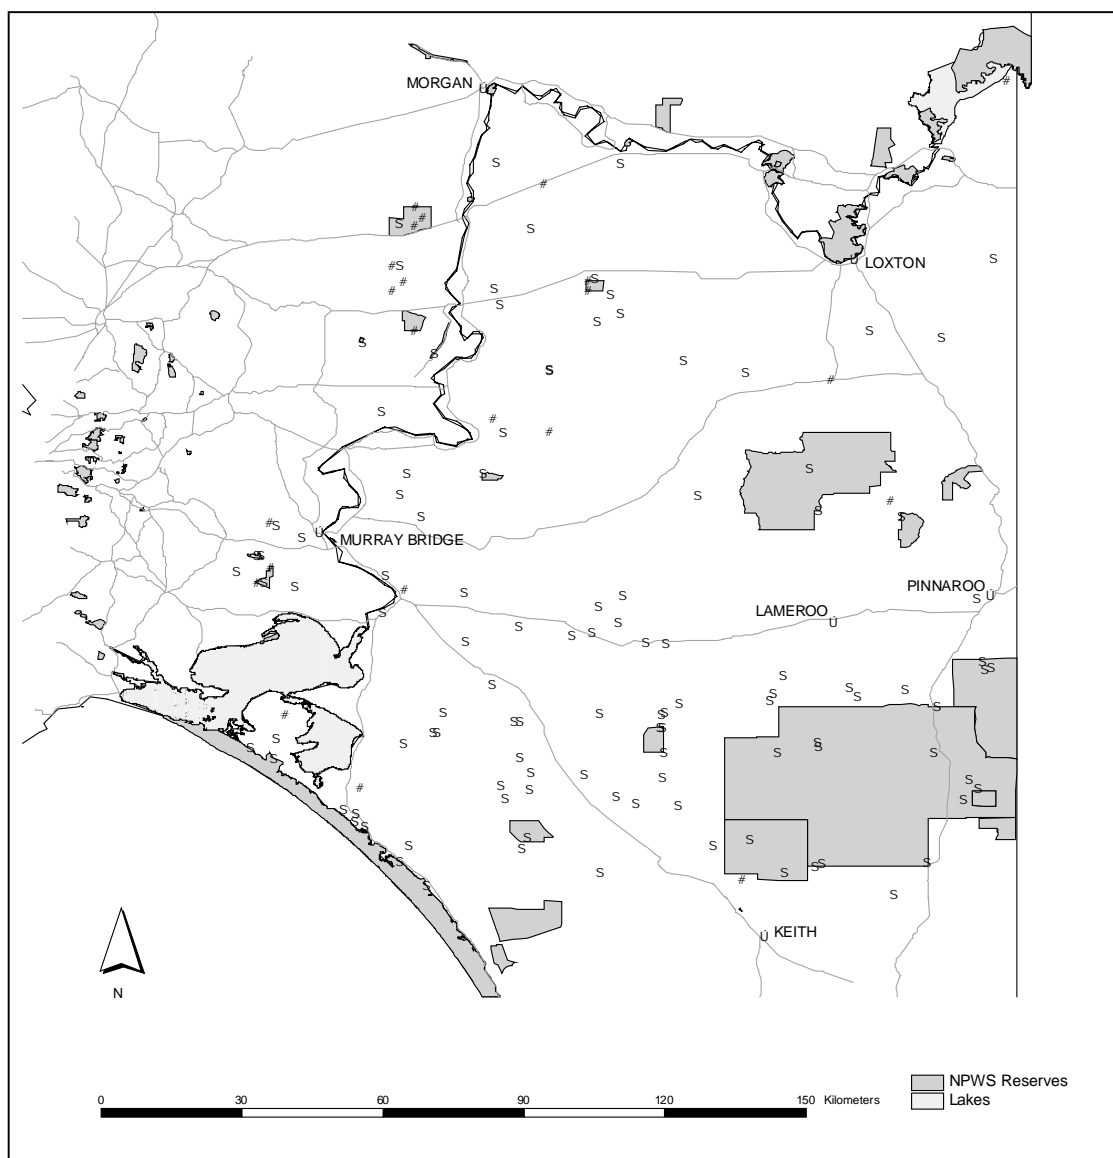 MORGAN
LOXTON
MURRAY BRIDGE
PINNAROO
LAMEROO
KEITH
N
NPWS Reserves
Lakes
0 30 60 90 120 150 Kilometers